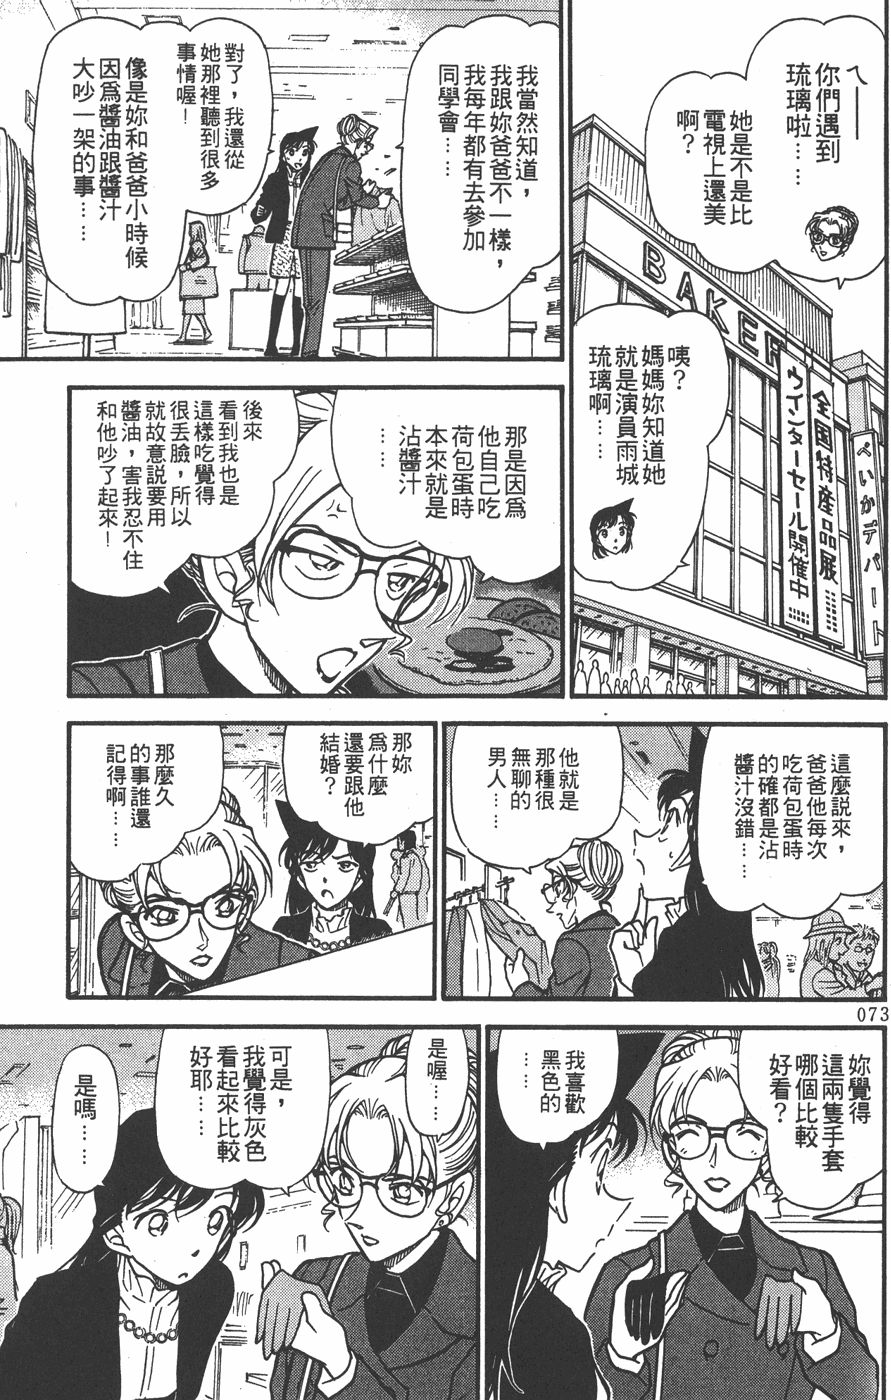 ㄟ——
你們遇到
琉璃啦……
她是不是比
電視上還美
啊？
咦？
媽媽妳知道她
就是演員雨城
琉璃啊……
BAKER
全国特産品展
ウインターセール開催中
べいかデパート
我當然知道，
我跟妳爸爸不一樣，
我每年都有去參加
同學會……
對了，我還從
她那裡聽到很多
事情喔！
像是妳和爸爸小時候
因為醬油跟醬汁
大吵一架的事……
那是因為
他自己吃
荷包蛋時
本來就是
沾醬汁
……
後來
看到我也是
這樣吃覺得
很丟臉，所以
就故意說要用
醬油，害我忍不住
和他吵了起來！
這麼說來，
爸爸他每次
吃荷包蛋時
的確都是沾
醬汁沒錯…
他就是
那種很
無聊的
男人……
那妳
為什麼
還要跟他
結婚？
那麼久
的事誰還
記得啊……
073
妳覺得
這兩隻手套
哪個比較
好看？
我喜歡
黑色的
……
是喔……
可是，
我覺得灰色
看起來比較
好耶……
是嗎……